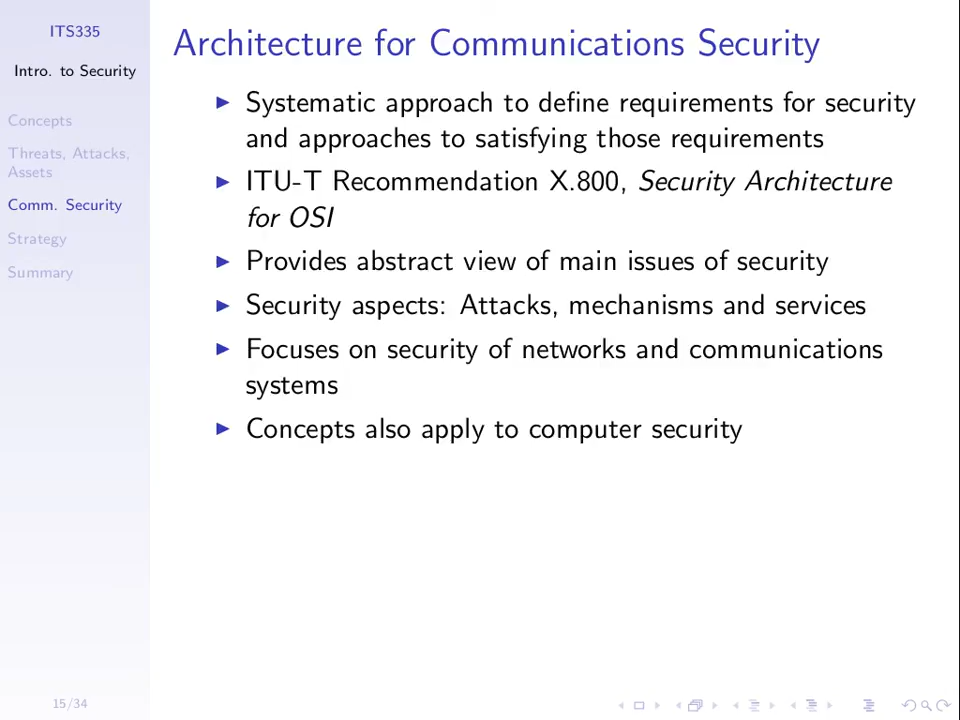 ITS335
Intro. to Security
Concepts
Threats, Attacks,
Assets
Comm. Security
Strategy
Summary
15/34
Architecture for Communications Security
Systematic approach to define requirements for security
and approaches to satisfying those requirements
ITU-T Recommendation X.800, Security Architecture
for OSI
Provides abstract view of main issues of security
Security aspects: Attacks, mechanisms and services
Focuses on security of networks and communications
systems
Concepts also apply to computer security